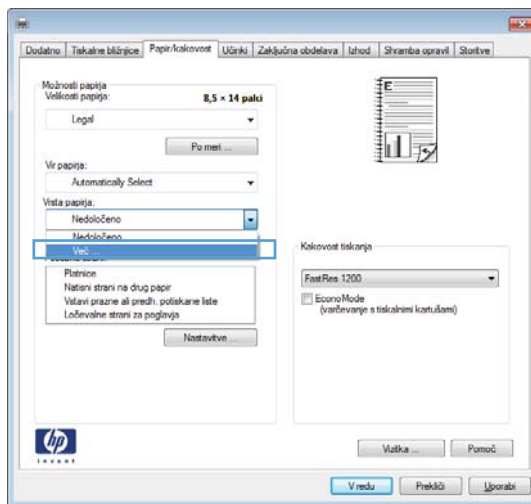 Dodatno Tiskalne bližnjice Papir/kakovost Učinki Zaključna obdelava Izhod Shramba opravil Storitve
Možnosti papirja
Velikosti papirja:
8,5 × 14 palci
Legal
Po meri ...
Vir papirja:
Automatically Select
Vrsta papirja:
Nedoločeno
Nedoločeno
Več ...
Platnice
Natisni strani na drug papir
Vstavi prazne ali predh. potiskane liste
Ločevalne strani za poglavja
Nastavitve ...
E
Kakovost tiskanja
FastRes 1200
EconoMode
(varčevanje s tiskalnimi kartušami)
hp
invent
Vizitka ...
Pomoč
V redu
Prekliči
Uporabi